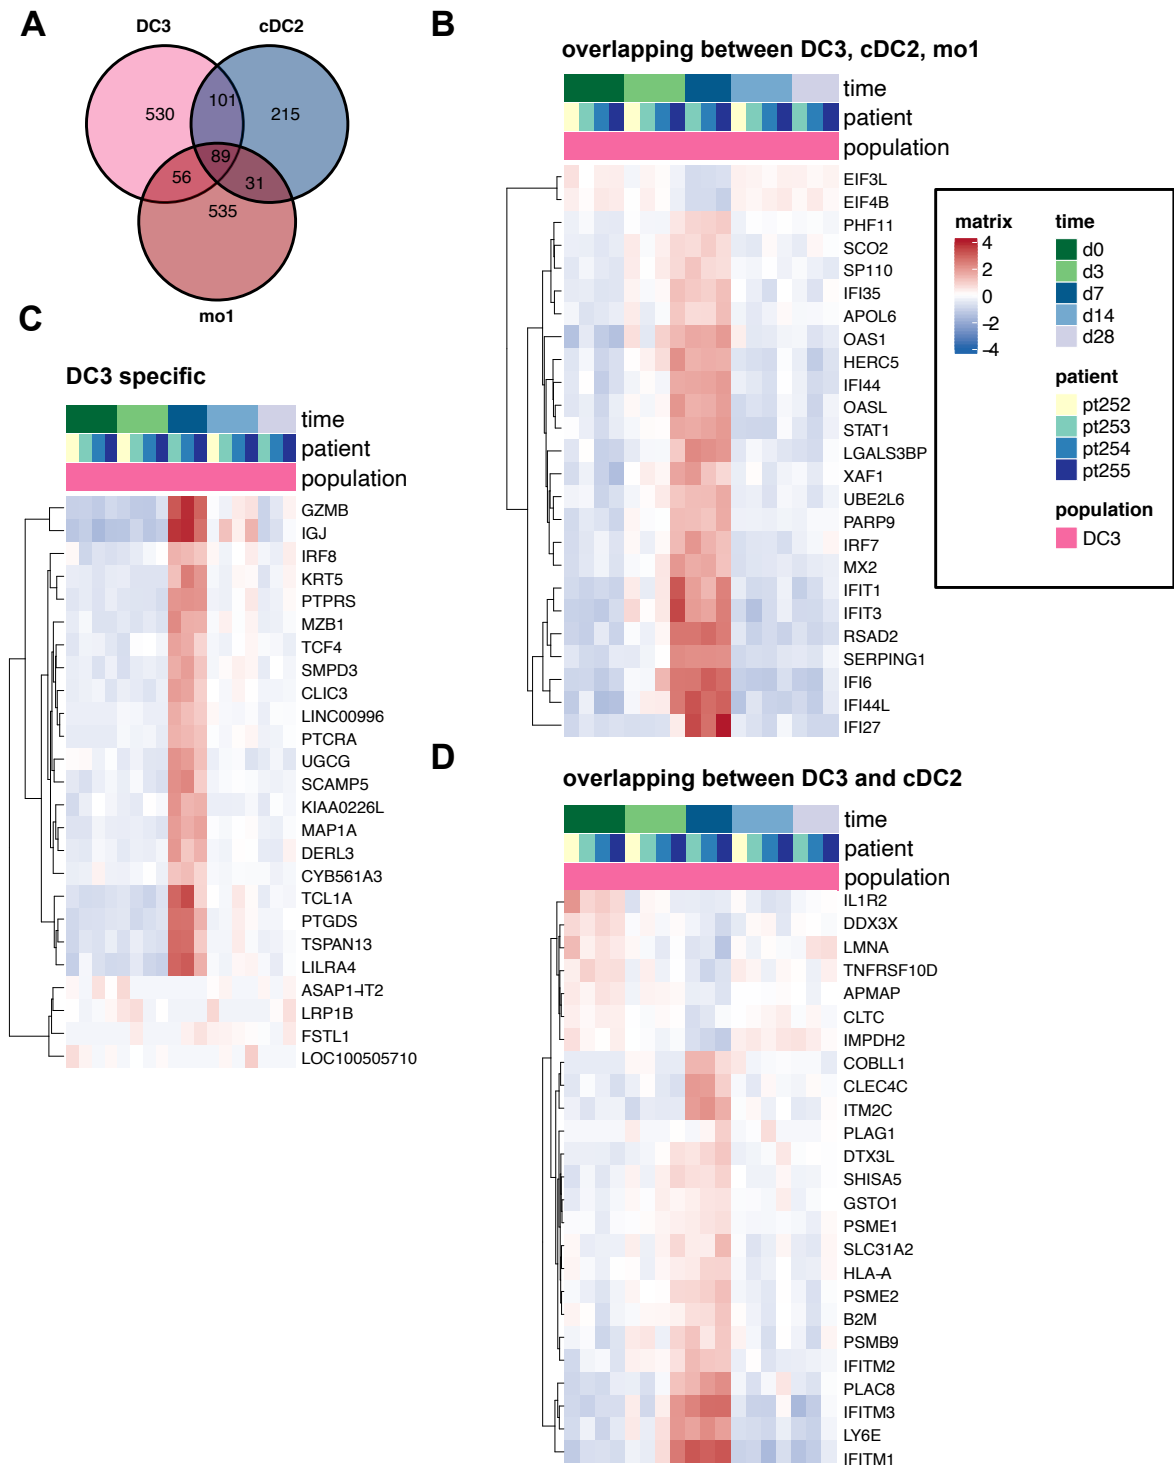 A
DC3
cDC2
530
101
215
89
56
31
535
mo1
B
overlapping between DC3, cDC2, mo1
time
patient
population
EIF3L
EIF4B
PHF11
SCO2
SP110
IFI35
APOL6
OAS1
HERC5
IFI44
OASL
STAT1
LGALS3BP
XAF1
UBE2L6
PARP9
IRF7
MX2
IFIT1
IFIT3
RSAD2
SERPING1
IFI6
IFI44L
IFI27
matrix
4
2
0
−2
−4
time
d0
d3
d7
d14
d28
patient
pt252
pt253
pt254
pt255
population
DC3
C
DC3 specific
time
patient
population
GZMB
IGJ
IRF8
KRT5
PTPRS
MZB1
TCF4
SMPD3
CLIC3
LINC00996
PTCRA
UGCG
SCAMP5
KIAA0226L
MAP1A
DERL3
CYB561A3
TCL1A
PTGDS
TSPAN13
LILRA4
ASAP1-IT2
LRP1B
FSTL1
LOC100505710
D
overlapping between DC3 and cDC2
time
patient
population
IL1R2
DDX3X
LMNA
TNFRSF10D
APMAP
CLTC
IMPDH2
COBLL1
CLEC4C
ITM2C
PLAG1
DTX3L
SHISA5
GSTO1
PSME1
SLC31A2
HLA-A
PSME2
B2M
PSMB9
IFITM2
PLAC8
IFITM3
LY6E
IFITM1